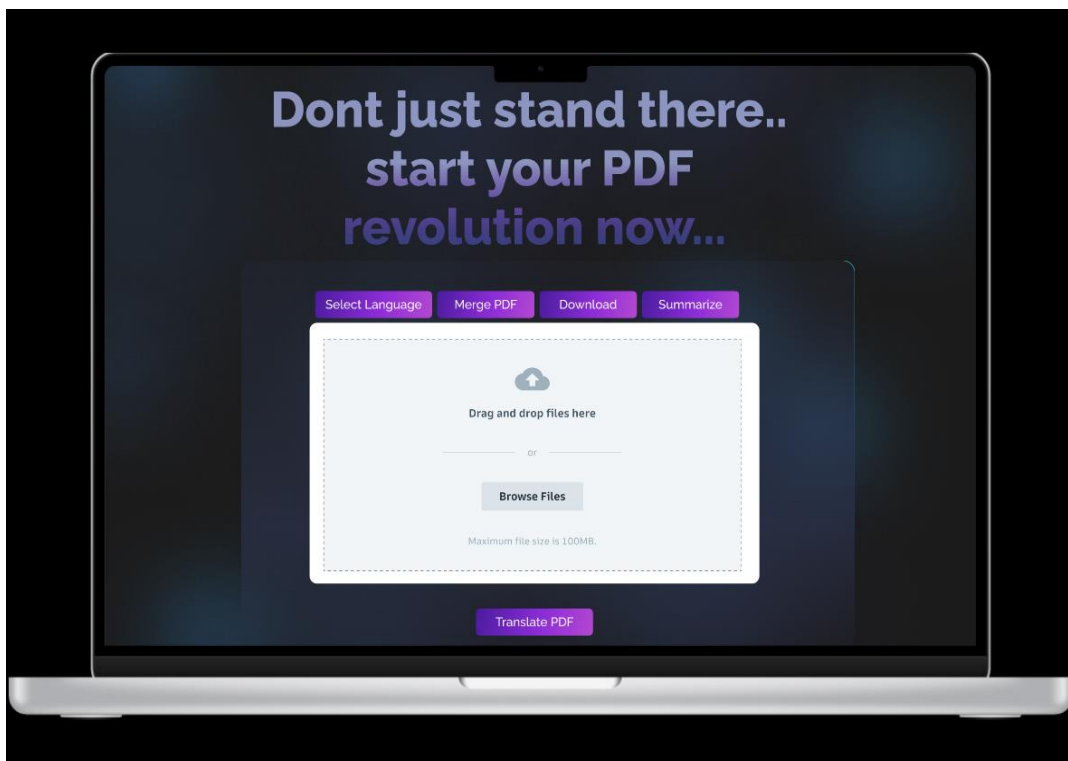 Dont just stand there..
start your PDF
revolution now...
Select Language Merge PDF Download Summarize
Drag and drop files here
or
Browse Files
Maximum file size is 100MB.
Translate PDF